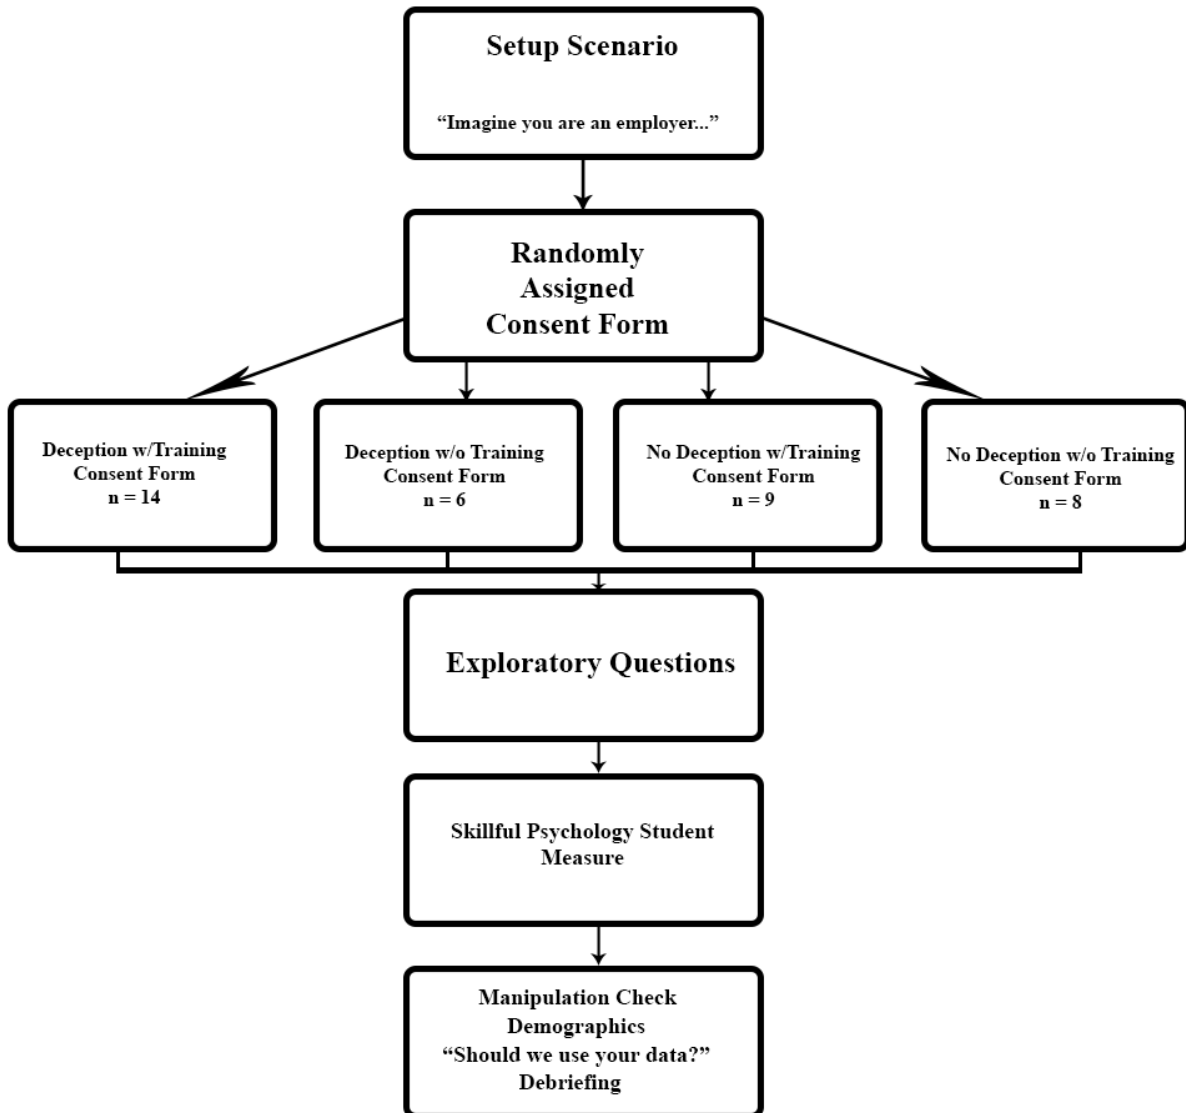 Setup Scenario
“Imagine you are an employer...”
Randomly
Assigned
Consent Form
Deception w/Training
Consent Form
n = 14
Deception w/o Training
Consent Form
n = 6
No Deception w/Training
Consent Form
n = 9
No Deception w/o Training
Consent Form
n = 8
Exploratory Questions
Skillful Psychology Student
Measure
Manipulation Check
Demographics
“Should we use your data?”
Debriefing